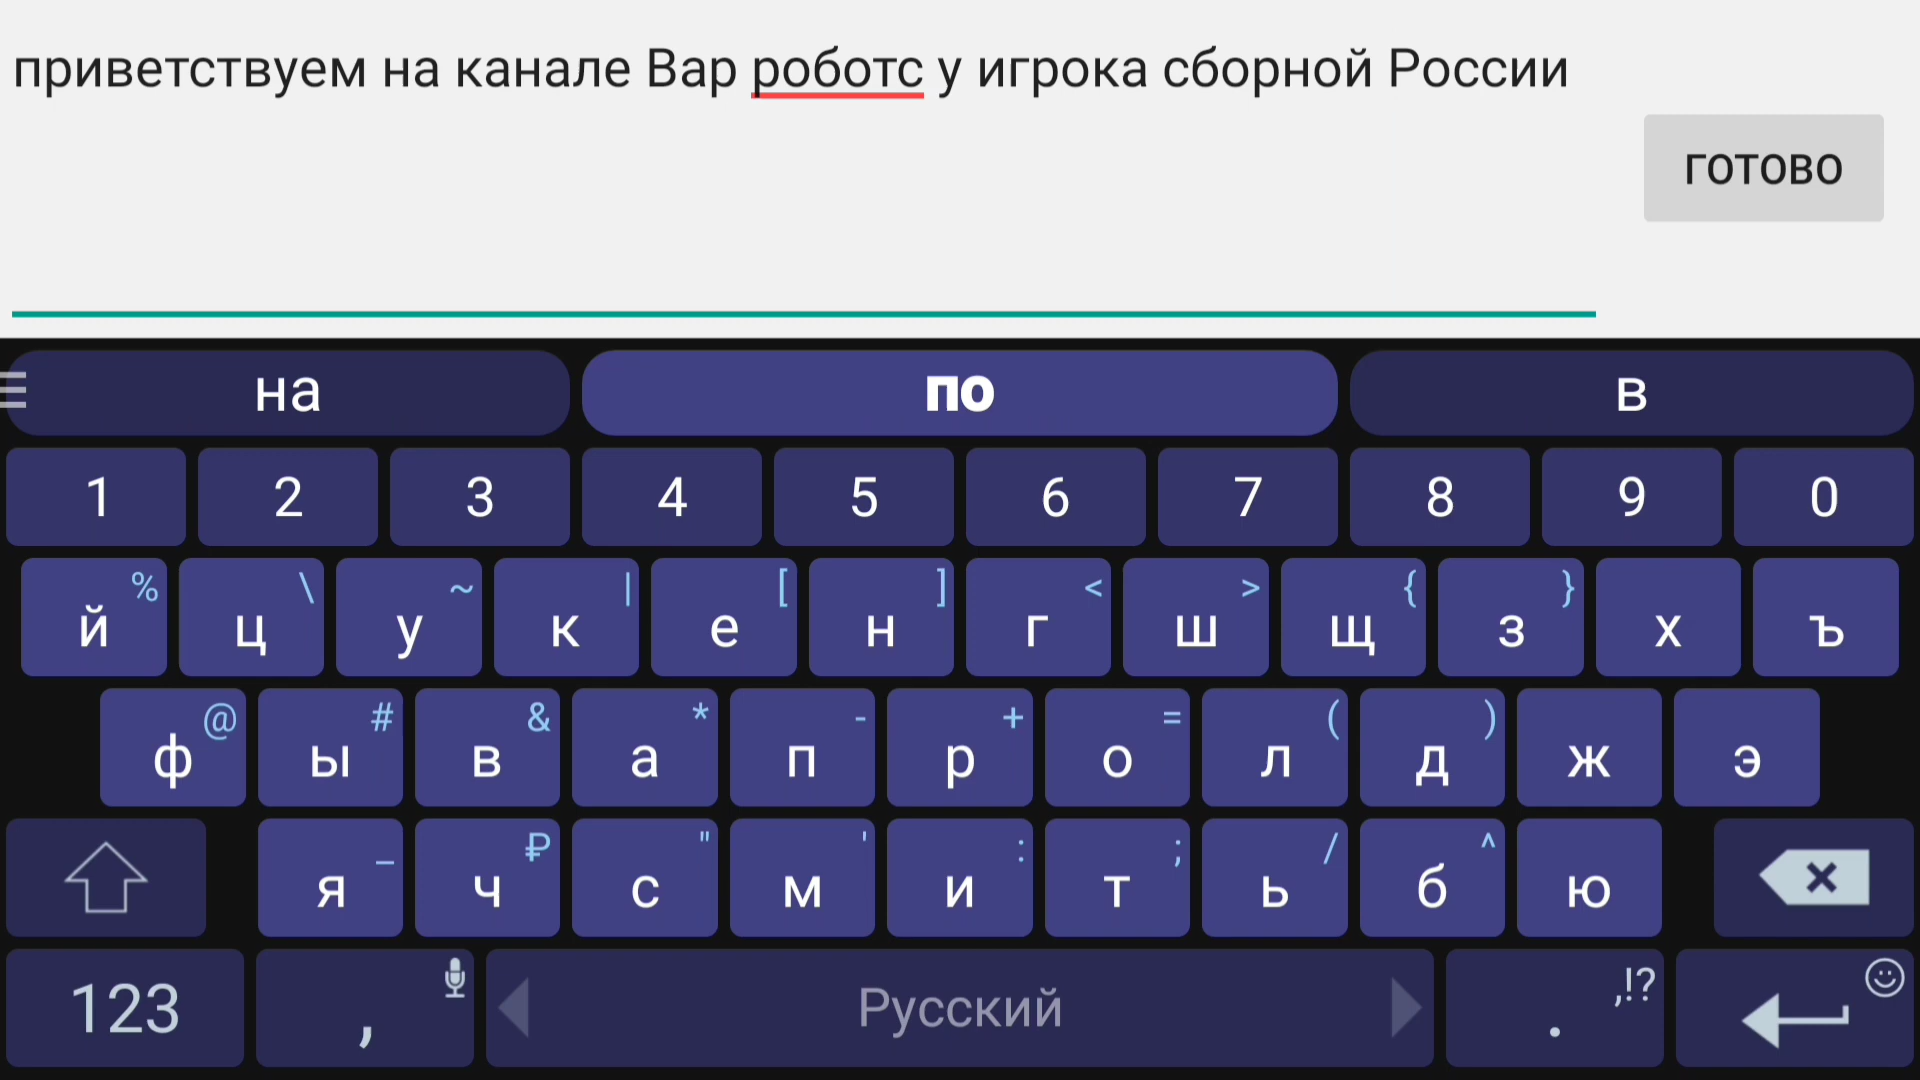 приветствуем на канале Вар роботс у игрока сборной России
ГОТОВО
на по в
1 2 3 4 5 6 7 8 9 0
% \ ~ | [ ] < > { }
й ц у к е н г ш щ з х ъ
@ # & * - + = ( )
ф ы в а п р о л д ж э
_ ₽ " ' : ; / ^
я ч с м и т ь б ю
123 , Русский . ,!?